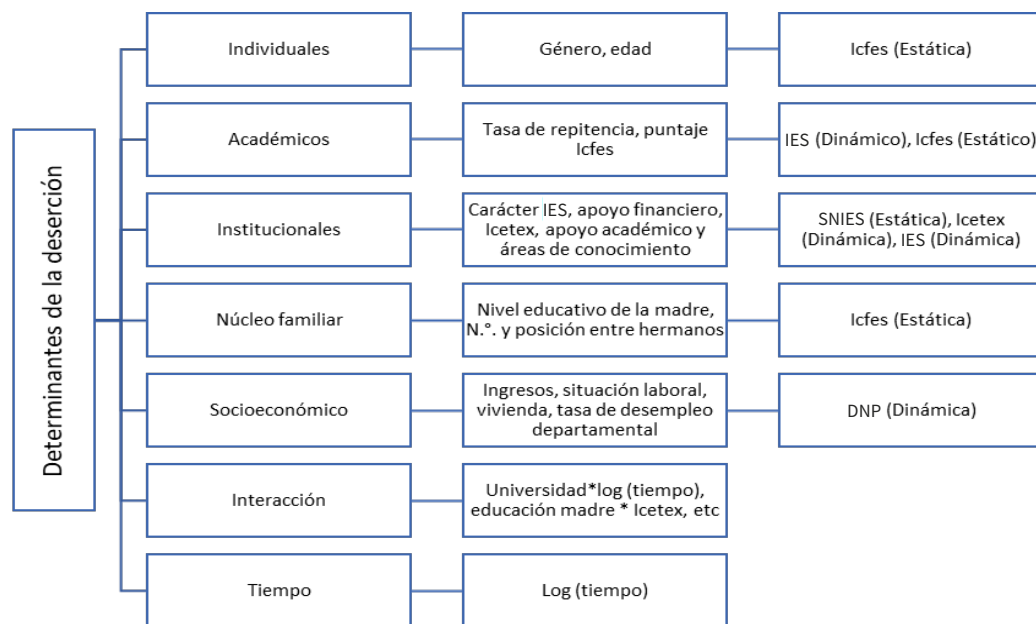 Determinantes de la deserción
Individuales
Género, edad
Icfes (Estática)
Académicos
Tasa de repitencia, puntaje
Icfes
IES (Dinámico), Icfes (Estático)
Institucionales
Carácter IES, apoyo financiero,
Icetex, apoyo académico y
áreas de conocimiento
SNIES (Estática), Icetex
(Dinámica), IES (Dinámica)
Núcleo familiar
Nivel educativo de la madre,
N.°. y posición entre hermanos
Icfes (Estática)
Socioeconómico
Ingresos, situación laboral,
vivienda, tasa de desempleo
departamental
DNP (Dinámica)
Interacción
Universidad*log (tiempo),
educación madre * Icetex, etc
Tiempo
Log (tiempo)